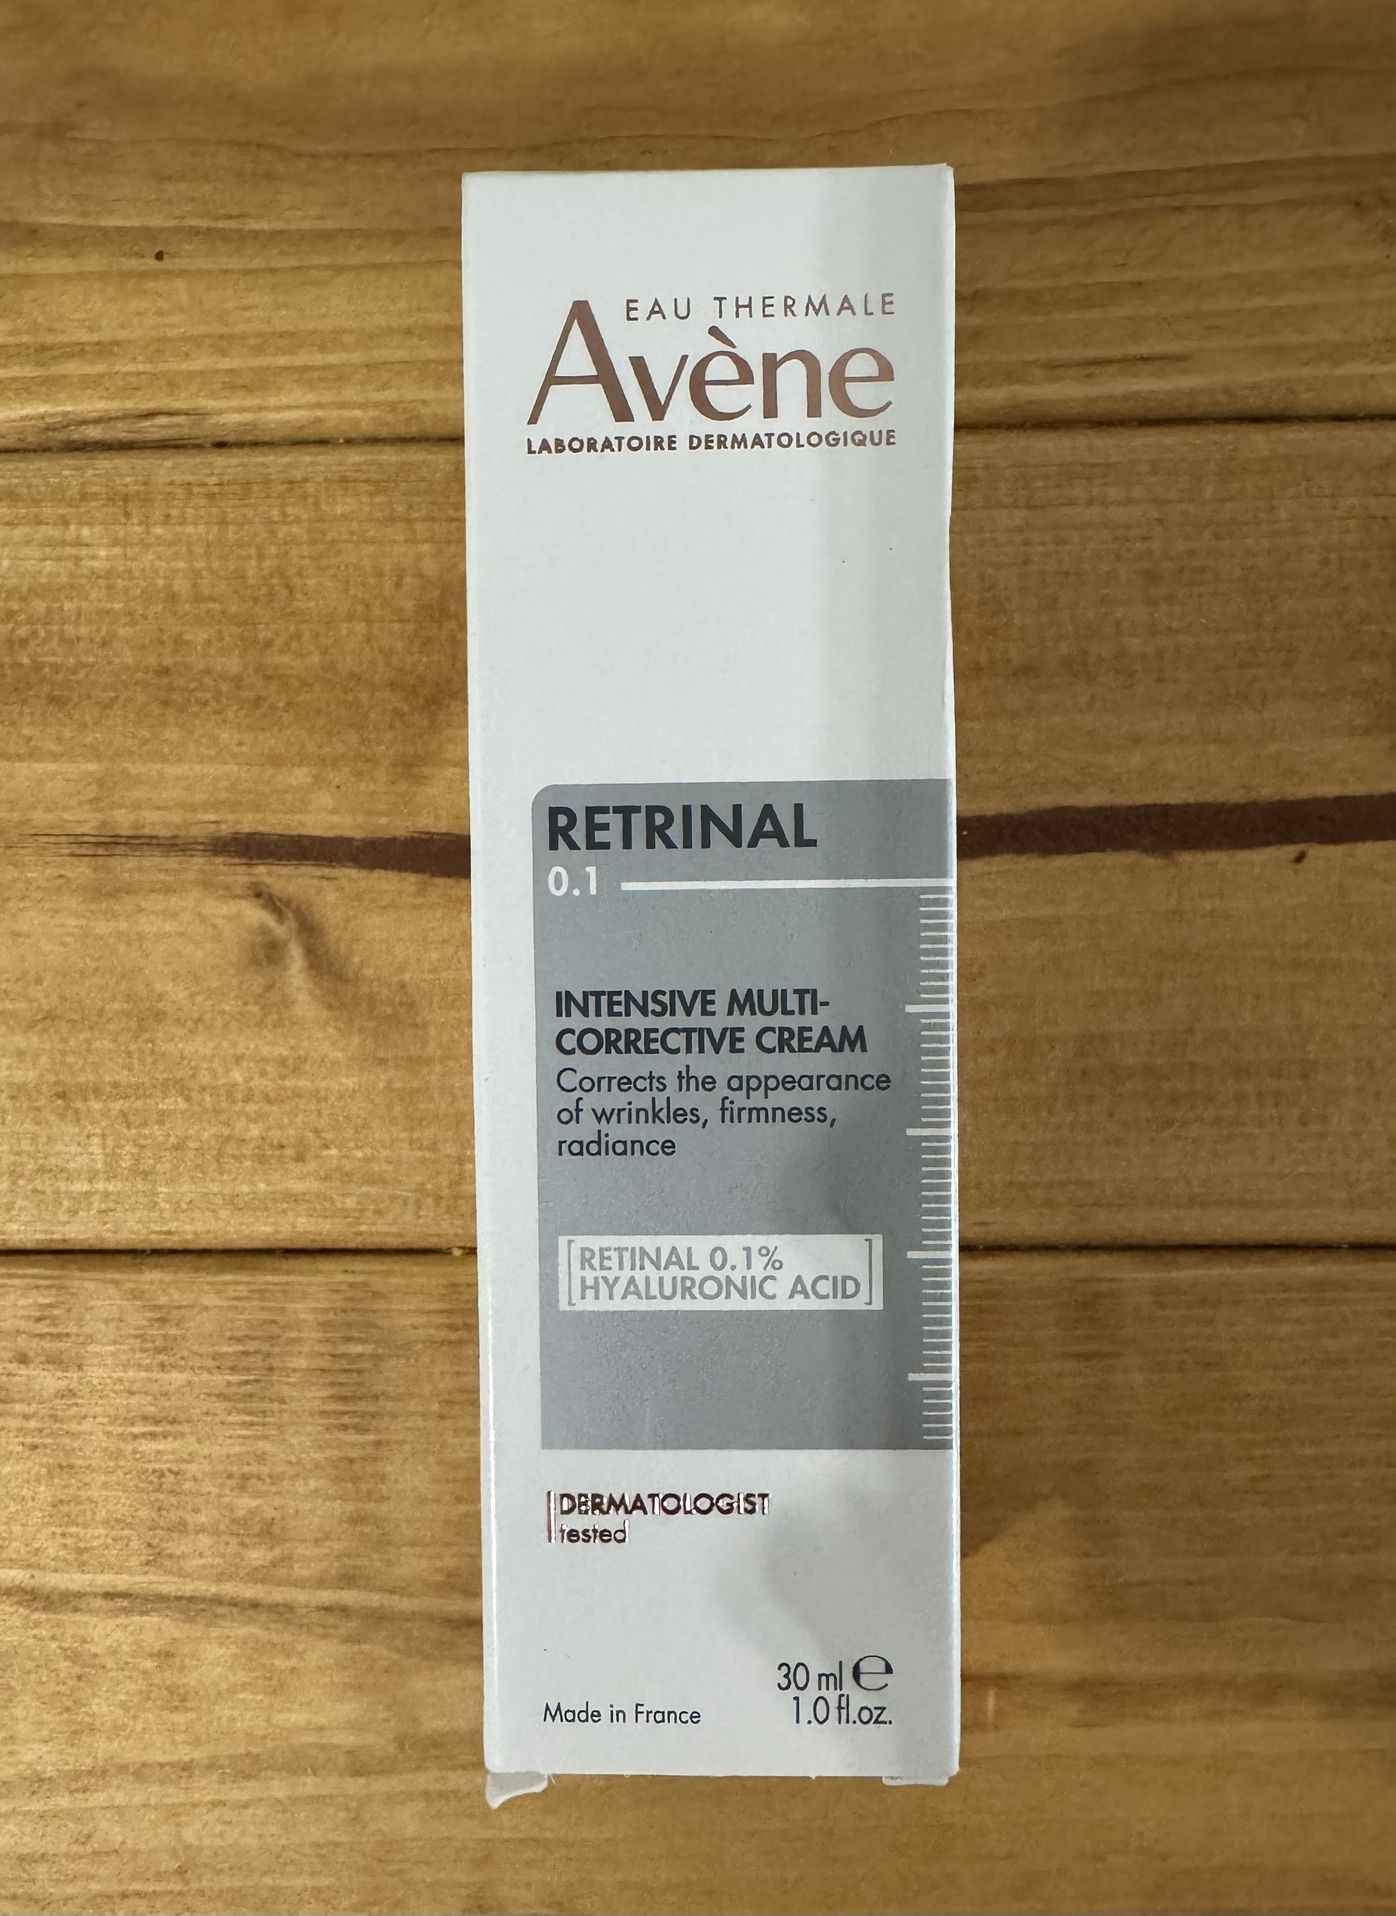 EAU THERMALE
Avène
LABORATOIRE DERMATOLOGIQUE
RETRINAL
0.1
INTENSIVE MULTI-
CORRECTIVE CREAM
Corrects the appearance
of wrinkles, firmness,
radiance
[RETINAL 0.1%
HYALURONIC ACID]
DERMATOLOGIST
tested
30 ml ℮
Made in France
1.0 fl.oz.